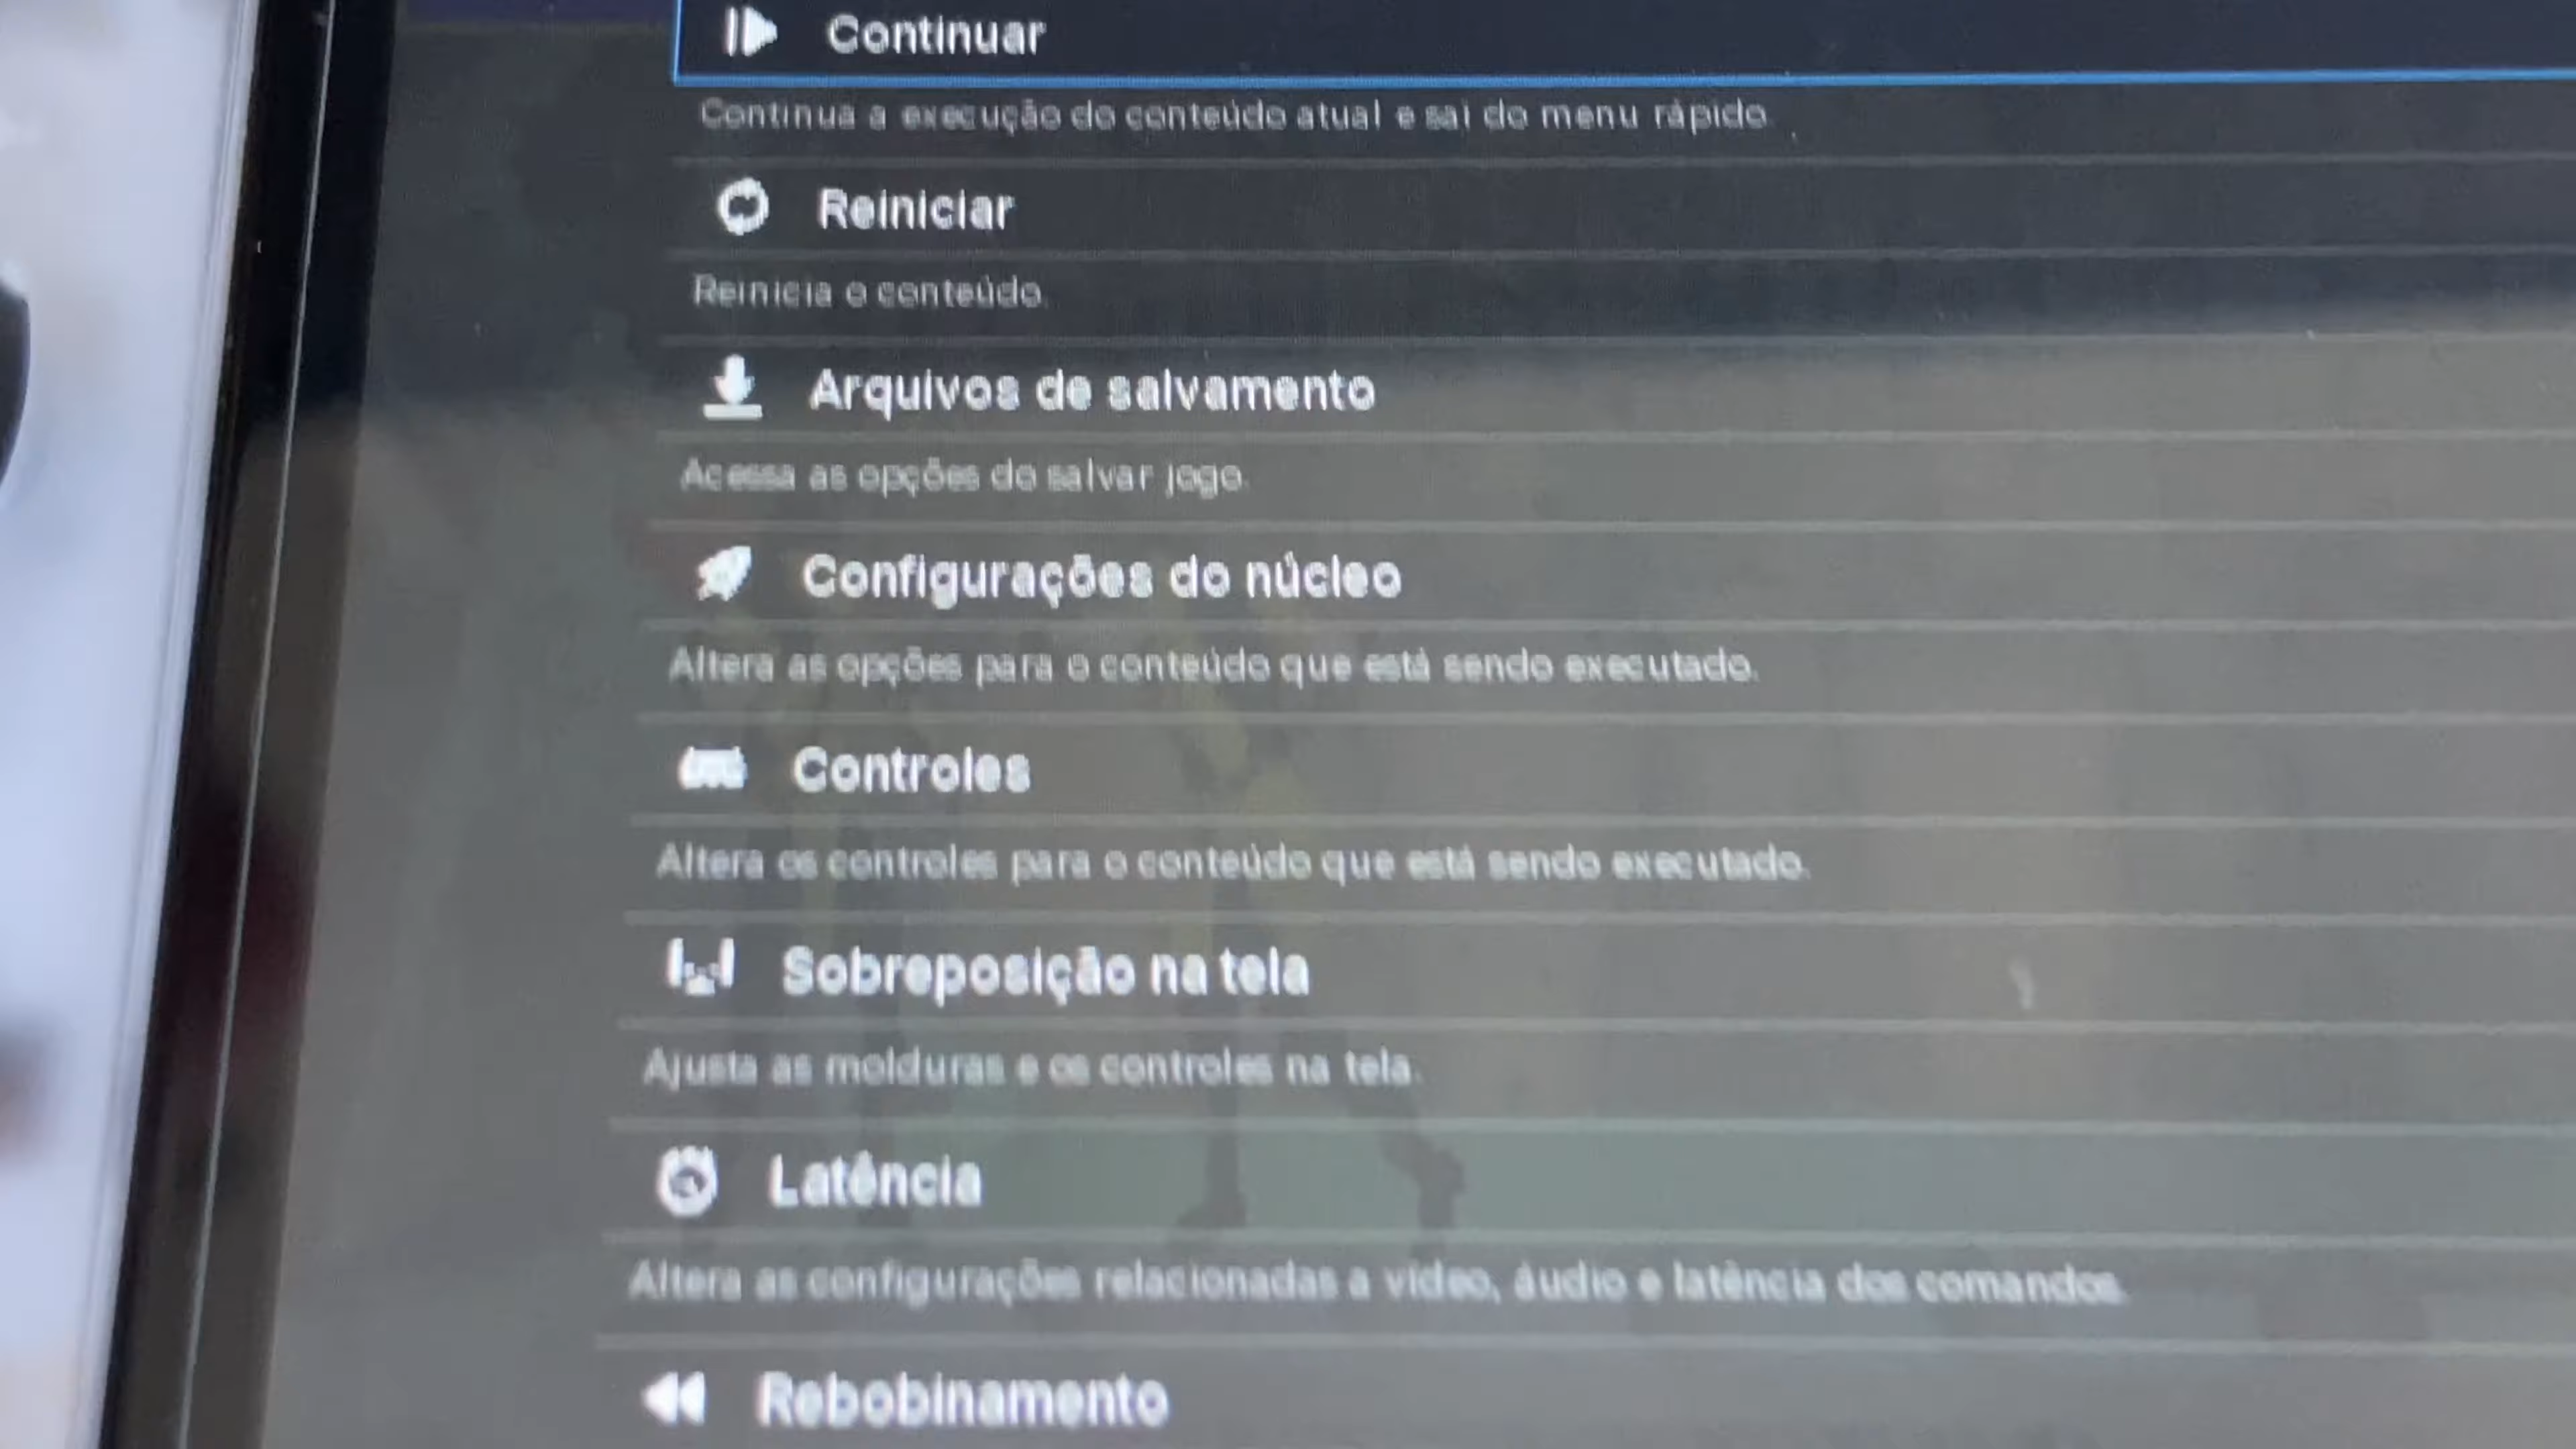 Continuar
Continua a execução do conteúdo atual e sai do menu rápido.
Reiniciar
Reinicia o conteúdo.
Arquivos de salvamento
Acessa as opções do salvar jogo.
Configurações do núcleo
Altera as opções para o conteúdo que está sendo executado.
Controles
Altera os controles para o conteúdo que está sendo executado.
Sobreposição na tela
Ajusta as molduras e os controles na tela.
Latência
Altera as configurações relacionadas a vídeo, áudio e latência dos comandos.
Rebobinamento